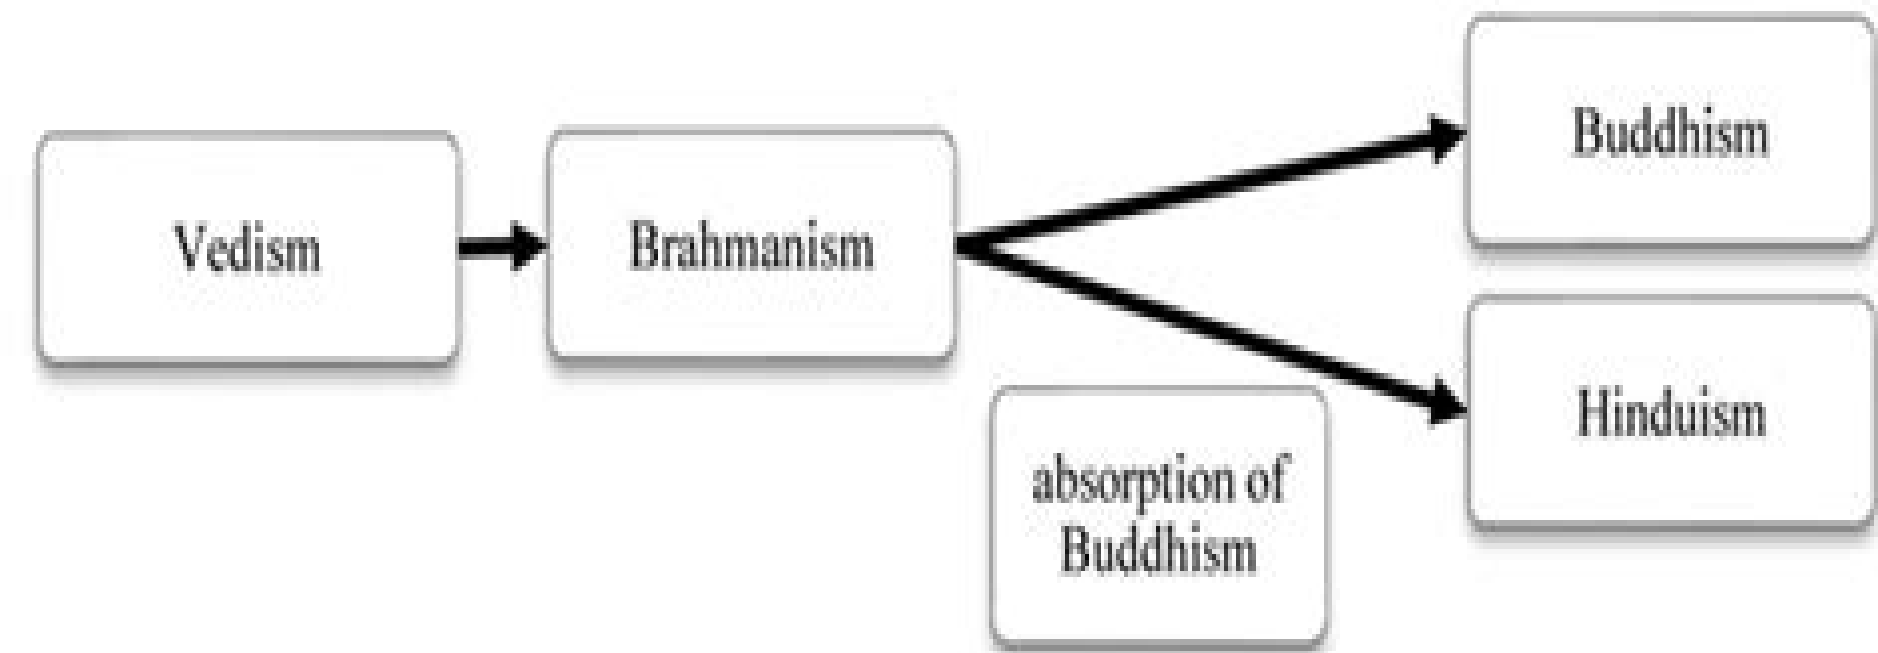 Vedism
Brahmanism
Buddhism
Hinduism
absorption of
Buddhism